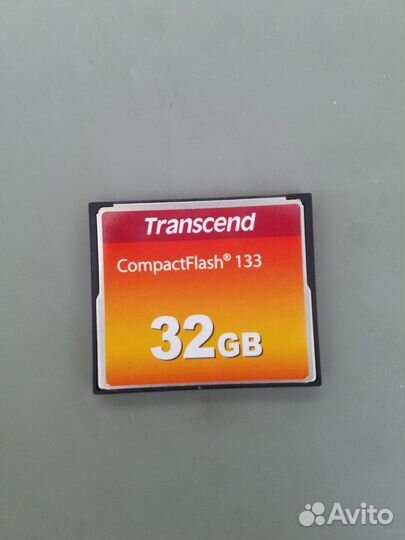 Transcend
CompactFlash® 133
32GB
Avito